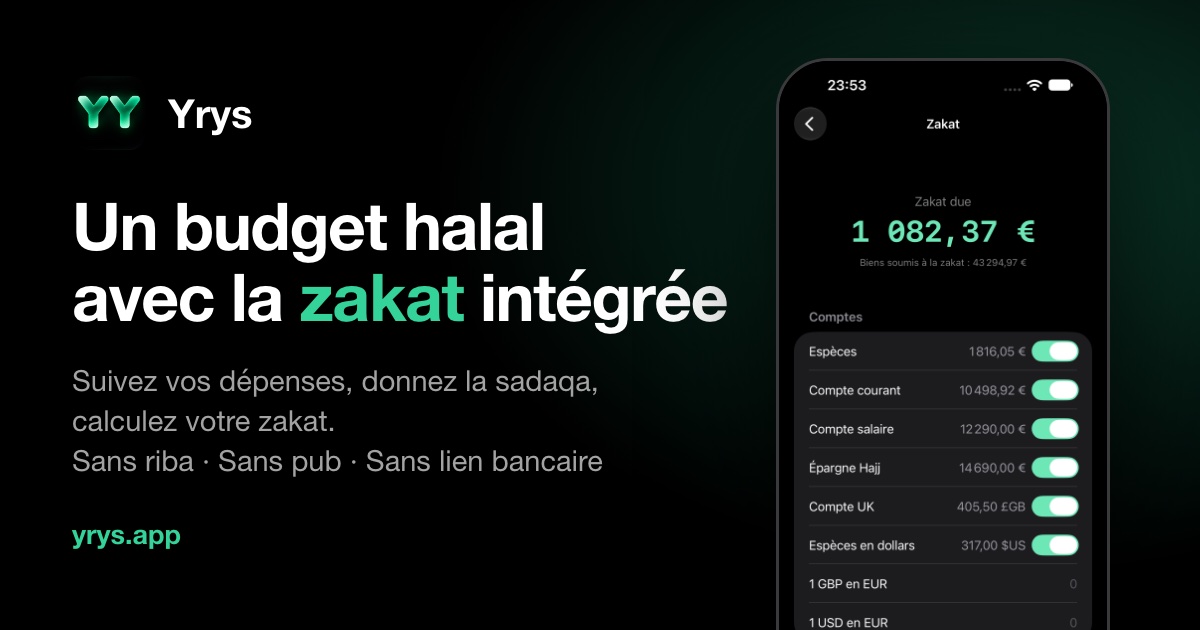 YY Yrys
Un budget halal
avec la zakat intégrée
Suivez vos dépenses, donnez la sadaqa,
calculez votre zakat.
Sans riba · Sans pub · Sans lien bancaire
yrys.app
23:53
Zakat
Zakat due
1 082,37 €
Biens soumis à la zakat : 43 294,97 €
Comptes
Espèces 1 816,05 €
Compte courant 10 498,92 €
Compte salaire 12 290,00 €
Épargne Hajj 14 690,00 €
Compte UK 405,50 £GB
Espèces en dollars 317,00 $US
1 GBP en EUR 0
1 USD en EUR 0